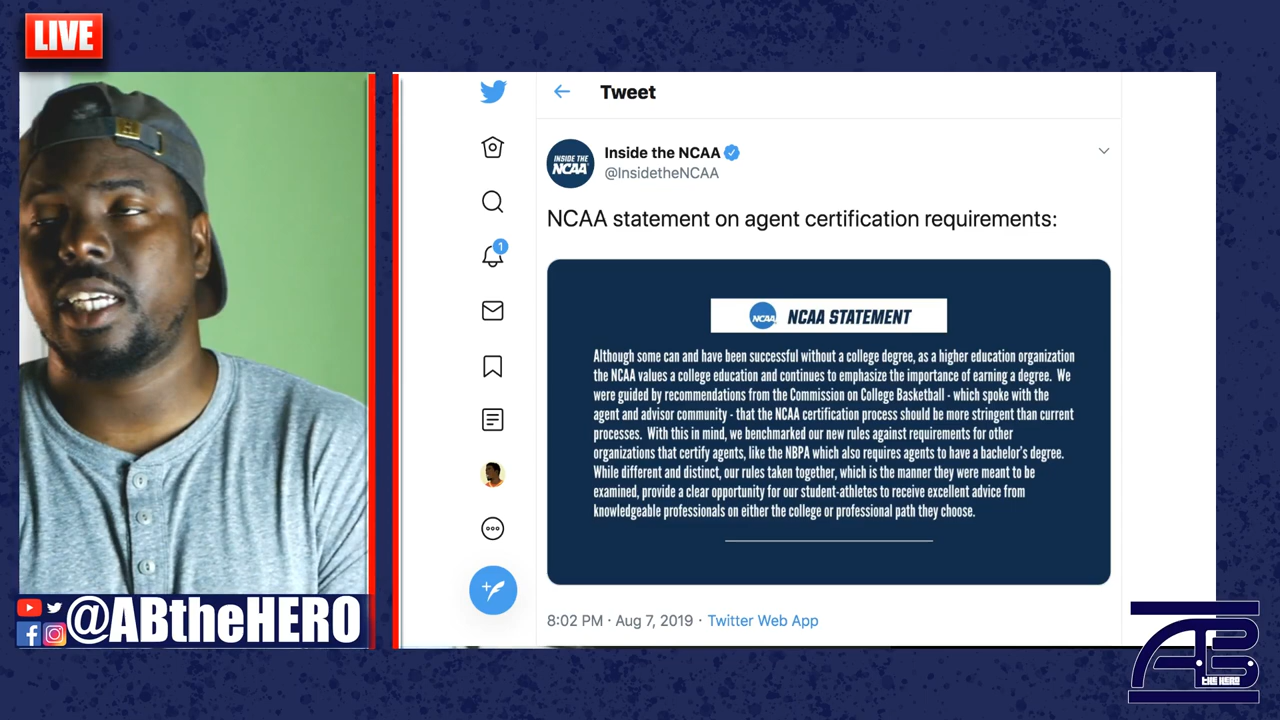 LIVE
Tweet
INSIDE THE
NCAA
Inside the NCAA
@InsidetheNCAA
NCAA statement on agent certification requirements:
1
NCAA NCAA STATEMENT
Although some can and have been successful without a college degree, as a higher education organization
the NCAA values a college education and continues to emphasize the importance of earning a degree. We
were guided by recommendations from the Commission on College Basketball - which spoke with the
agent and advisor community - that the NCAA certification process should be more stringent than current
processes. With this in mind, we benchmarked our new rules against requirements for other
organizations that certify agents, like the NBPA which also requires agents to have a bachelor's degree.
While different and distinct, our rules taken together, which is the manner they were meant to be
examined, provide a clear opportunity for our student-athletes to receive excellent advice from
knowledgeable professionals on either the college or professional path they choose.
8:02 PM · Aug 7, 2019 · Twitter Web App
@ABtheHERO
AB
THE HERO